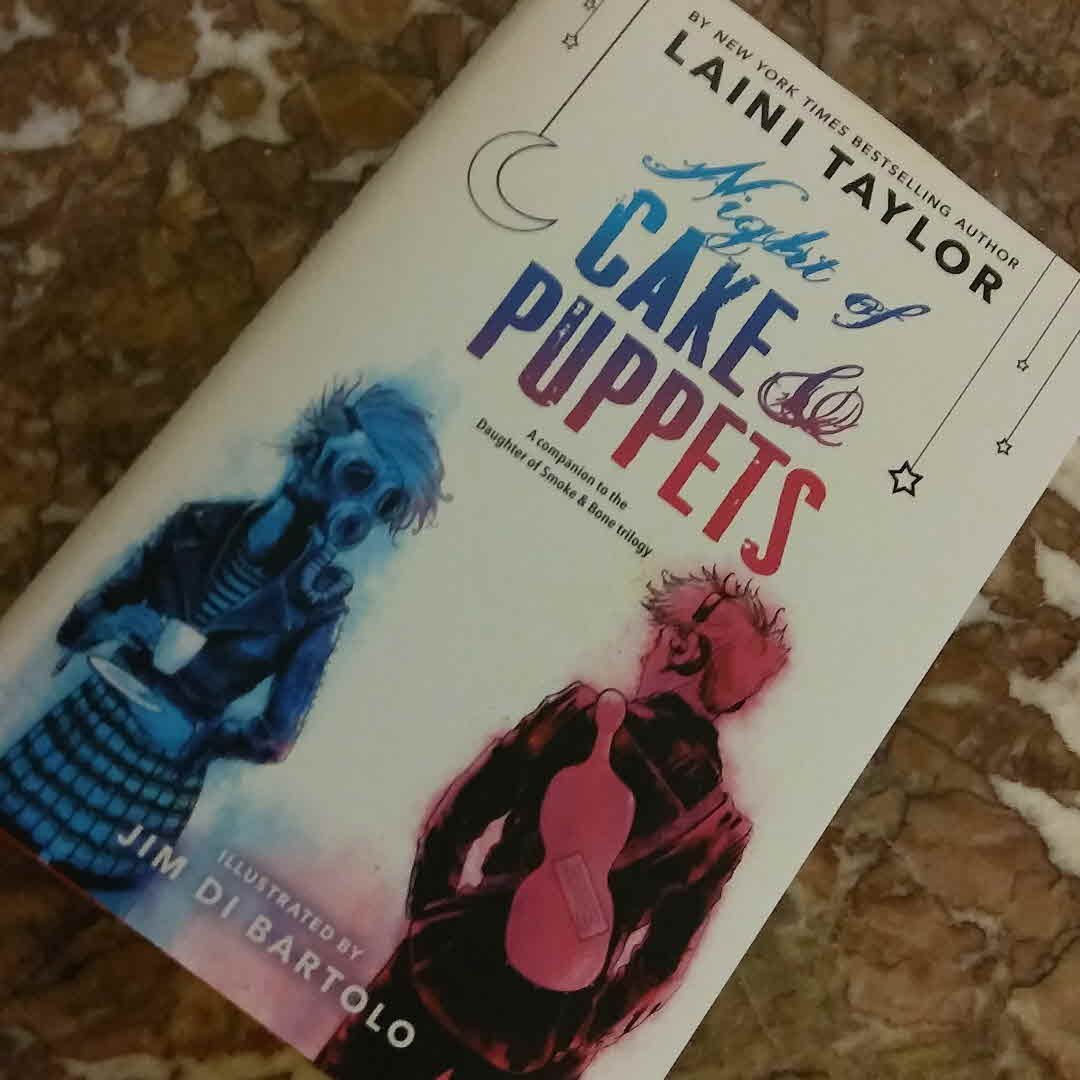 BY NEW YORK TIMES BESTSELLING AUTHOR
LAINI TAYLOR
Night of
CAKE &
PUPPETS
A companion to the
Daughter of Smoke & Bone trilogy
ILLUSTRATED BY
JIM DI BARTOLO